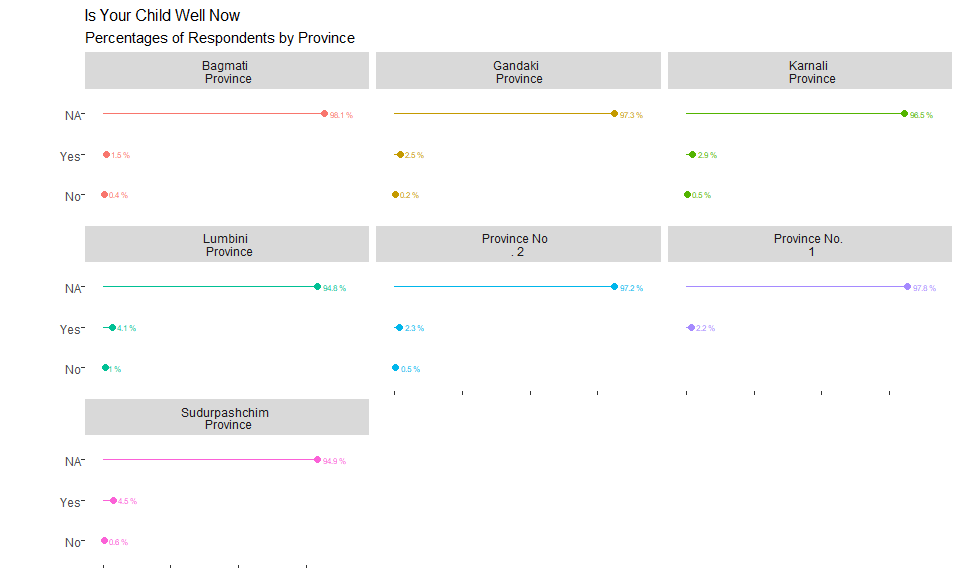 Is Your Child Well Now
Percentages of Respondents by Province
Bagmati
Province
Gandaki
Province
Karnali
Province
NA
98.1 %
97.3 %
96.5 %
Yes
1.5 %
2.5 %
2.9 %
No
0.4 %
0.2 %
0.5 %
Lumbini
Province
Province No
. 2
Province No.
1
NA
94.8 %
97.2 %
97.8 %
Yes
4.1 %
2.3 %
2.2 %
No
1 %
0.5 %
Sudurpashchim
Province
NA
94.9 %
Yes
4.5 %
No
0.6 %